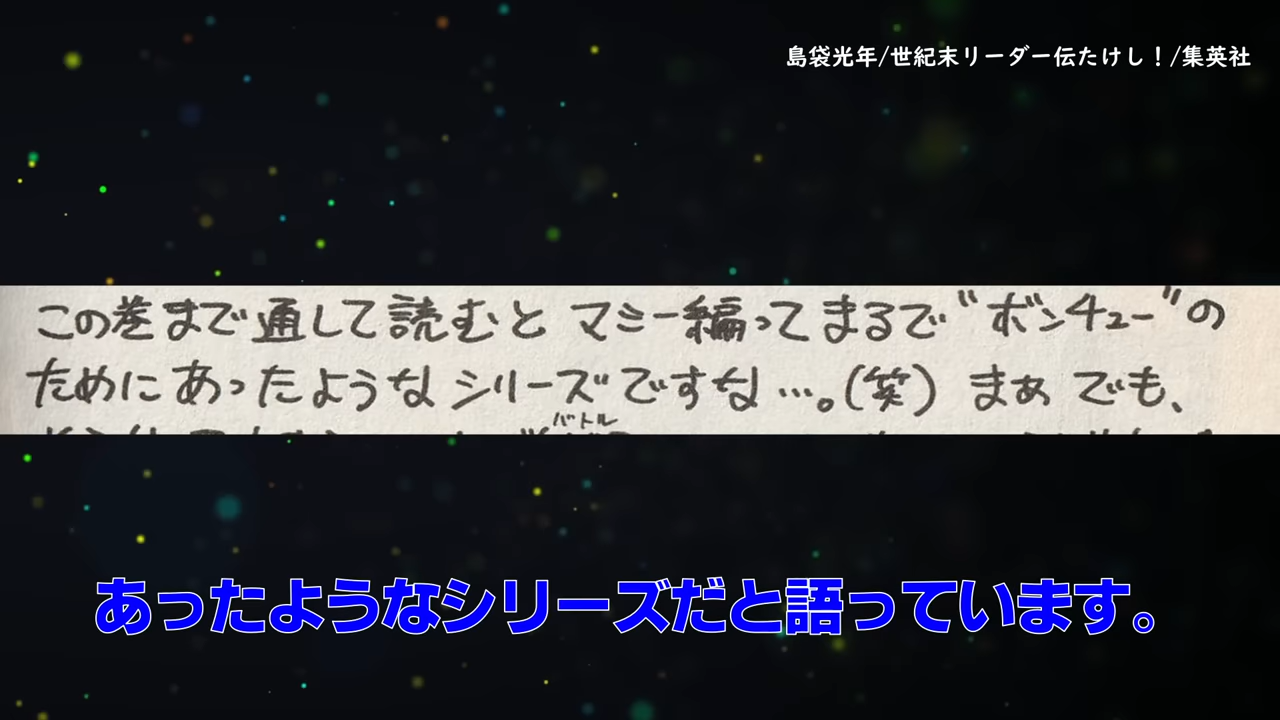 島袋光年/世紀末リーダー伝たけし！/集英社
この巻まで通して読むと マミー編ってまるで“ボンチュー”の
ためにあったようなシリーズですな…。(笑) まぁ でも、
バトル
あったようなシリーズだと語っています。